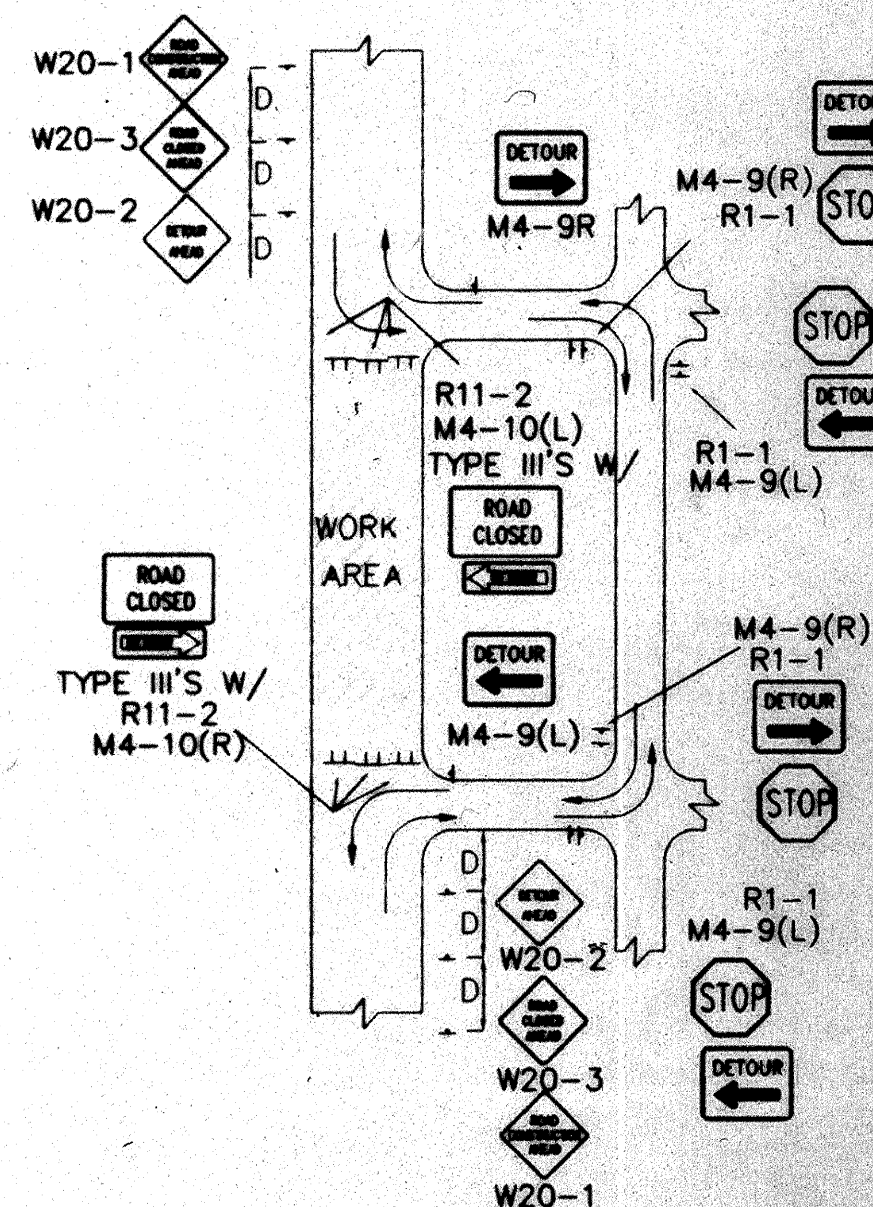 W20-1
ROAD
CONSTRUCTION
AHEAD
D
W20-3
ROAD
CLOSED
AHEAD
D
W20-2
DETOUR
AHEAD
D
DETOUR
M4-9R
M4-9(R)
R1-1
STOP
R11-2
M4-10(L)
TYPE III'S W/
ROAD
CLOSED
STOP
R1-1
M4-9(L)
WORK
AREA
ROAD
CLOSED
TYPE III'S W/
R11-2
M4-10(R)
DETOUR
M4-9(L)
M4-9(R)
R1-1
DETOUR
STOP
D
D
D
DETOUR
AHEAD
W20-2
ROAD
CLOSED
AHEAD
W20-3
ROAD
CONSTRUCTION
AHEAD
W20-1
R1-1
M4-9(L)
STOP
DETOUR